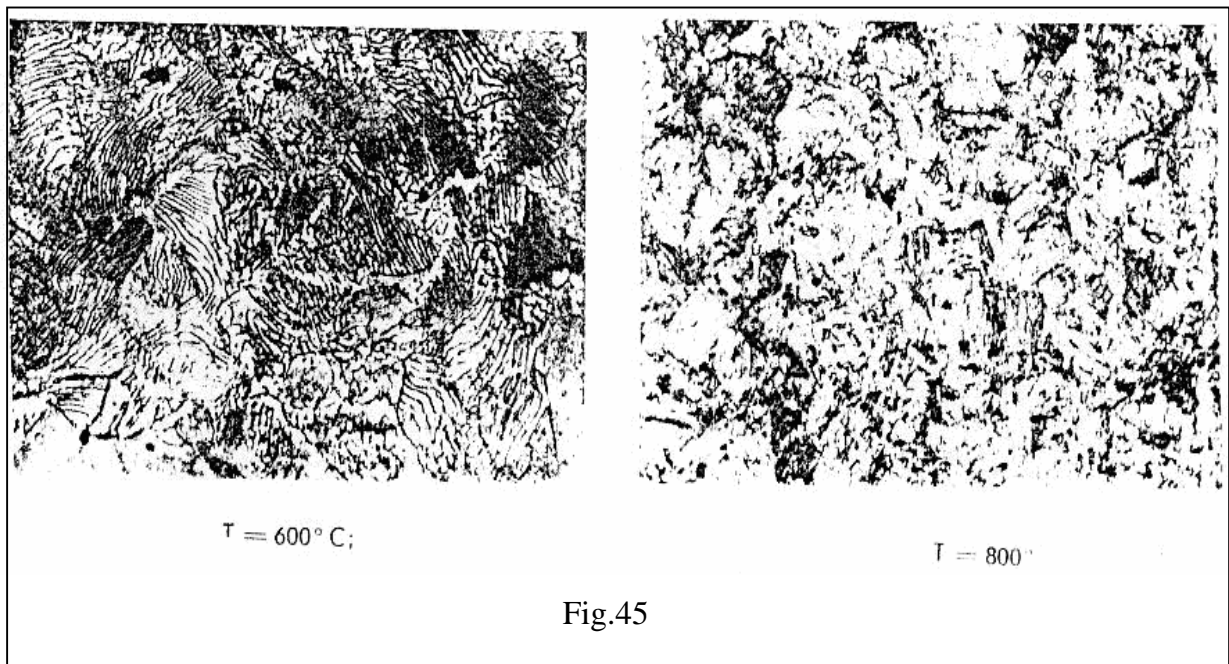 T = 600° C;
T = 800°
Fig.45